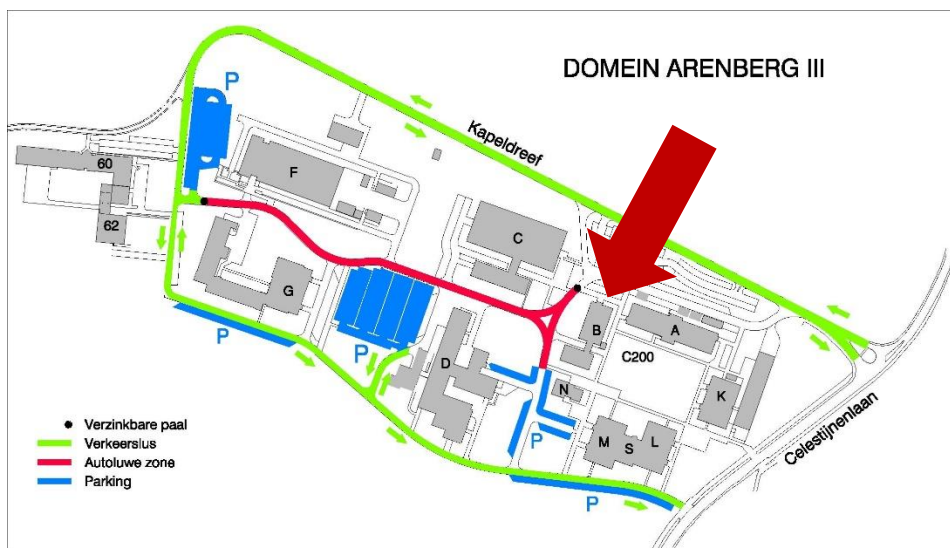 DOMEIN ARENBERG III
P
Kapeldreef
60
F
62
C
G
B
A
P
P
D
C200
N
K
M
S
L
P
Celestijnenlaan
P
Verzinkbare paal
Verkeerslus
Autoluwe zone
Parking